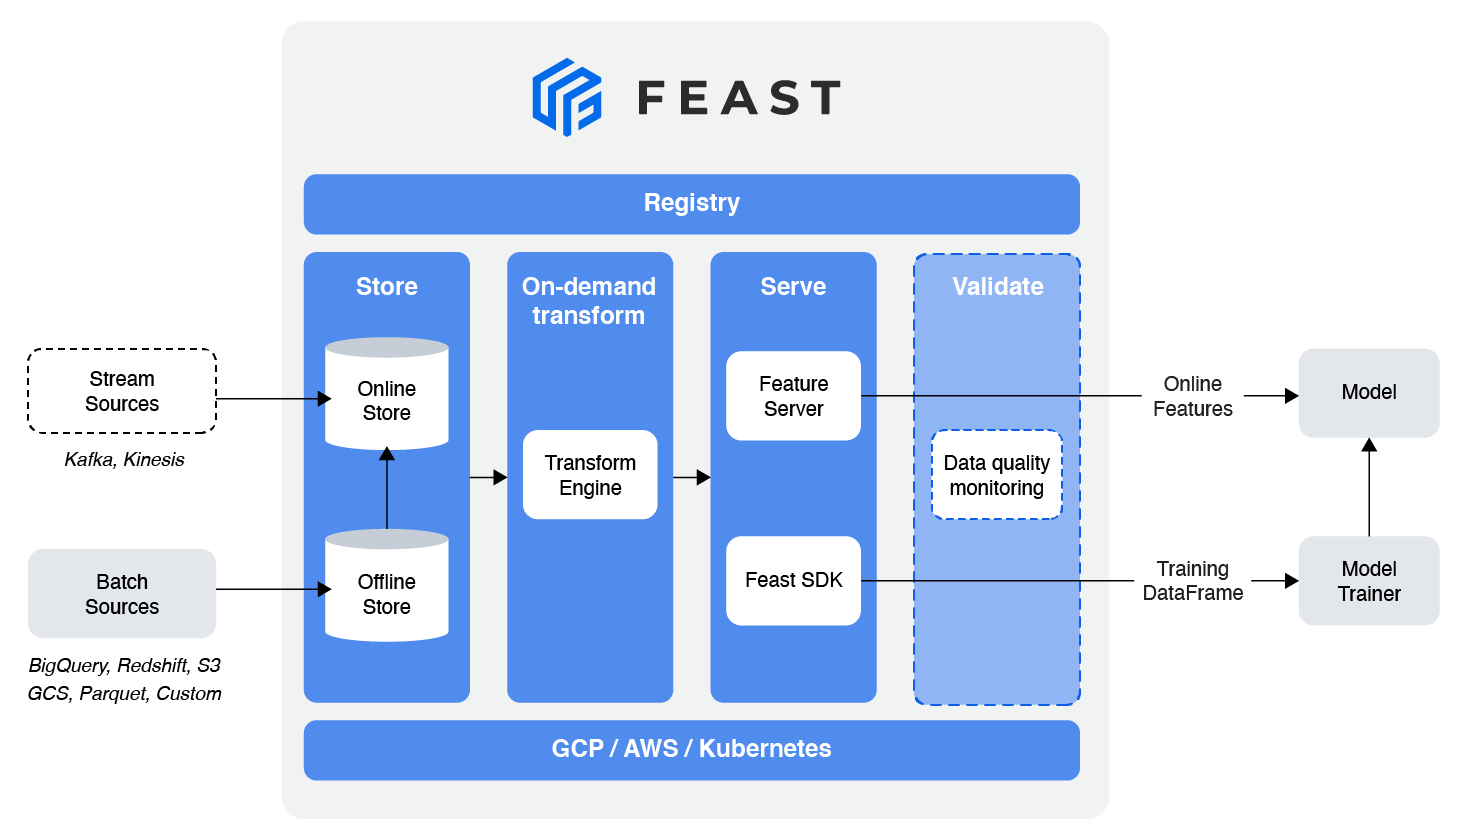 FEAST
Registry
Store
On-demand
transform
Serve
Validate
Stream
Sources
Kafka, Kinesis
Batch
Sources
BigQuery, Redshift, S3
GCS, Parquet, Custom
Online
Store
Offline
Store
Transform
Engine
Feature
Server
Feast SDK
Data quality
monitoring
Online
Features
Training
DataFrame
Model
Model
Trainer
GCP / AWS / Kubernetes